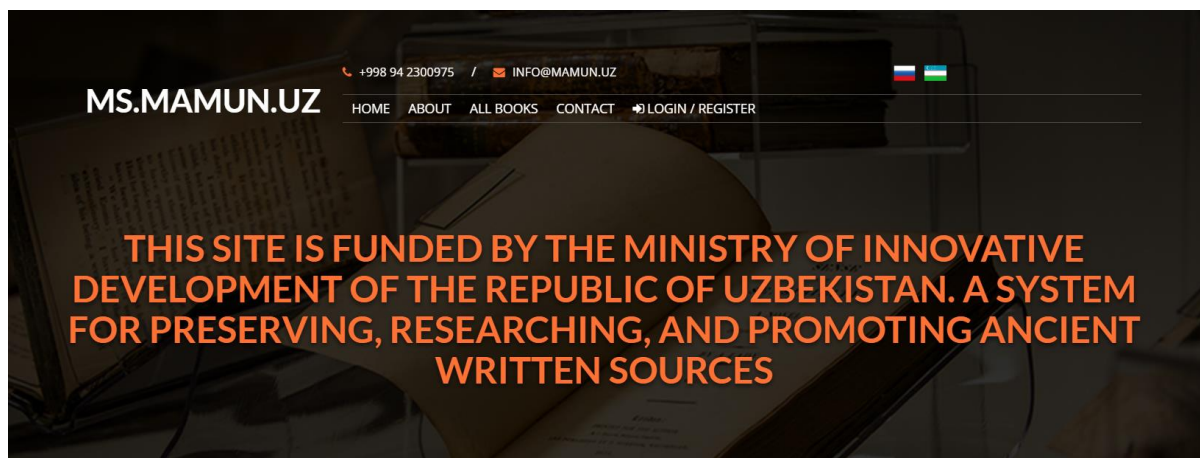 +998 94 2300975 / INFO@MAMUN.UZ
MS.MAMUN.UZ
HOME ABOUT ALL BOOKS CONTACT LOGIN / REGISTER
THIS SITE IS FUNDED BY THE MINISTRY OF INNOVATIVE
DEVELOPMENT OF THE REPUBLIC OF UZBEKISTAN. A SYSTEM
FOR PRESERVING, RESEARCHING, AND PROMOTING ANCIENT
WRITTEN SOURCES